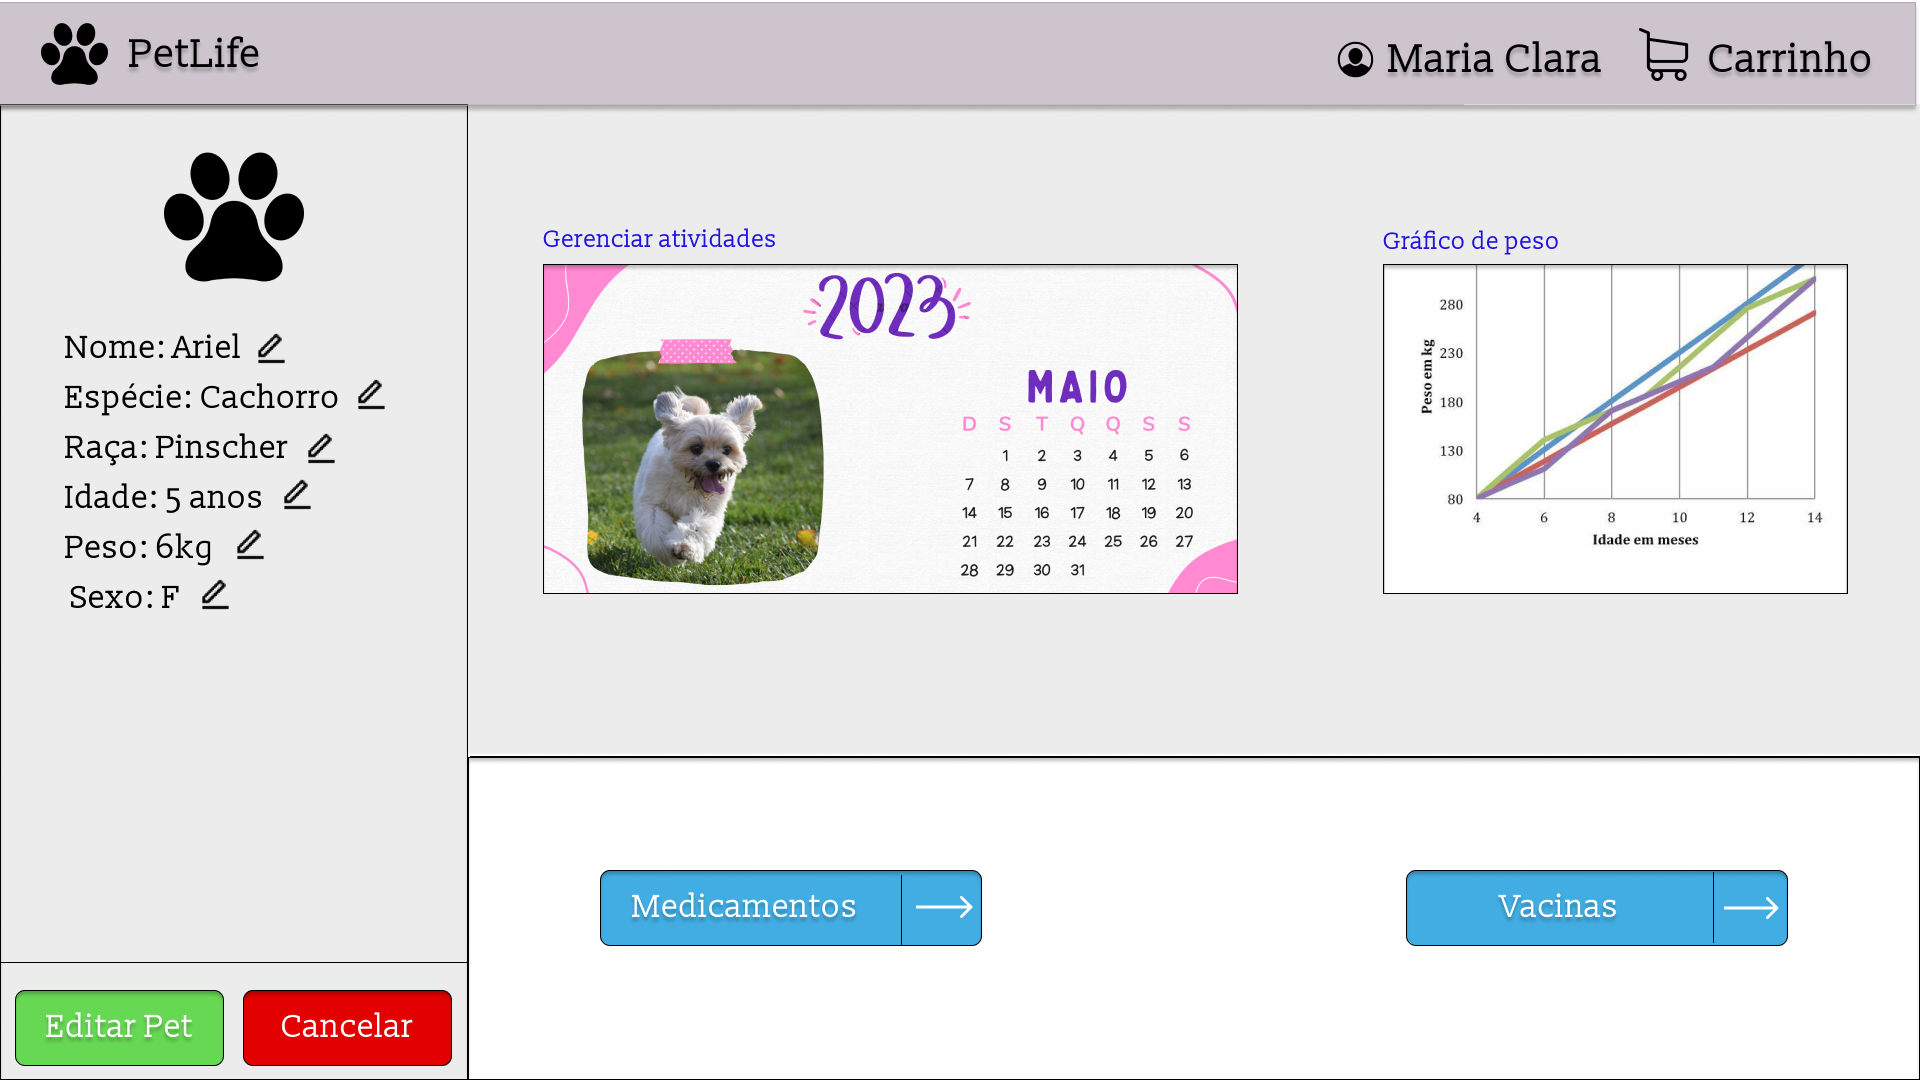 PetLife
Maria Clara
Carrinho
Nome: Ariel
Espécie: Cachorro
Raça: Pinscher
Idade: 5 anos
Peso: 6kg
Sexo: F
Editar Pet
Cancelar
Gerenciar atividades
2023
MAIO
D S T Q Q S S
1 2 3 4 5 6
7 8 9 10 11 12 13
14 15 16 17 18 19 20
21 22 23 24 25 26 27
28 29 30 31
Gráfico de peso
Peso em kg
280
230
180
130
80
4 6 8 10 12 14
Idade em meses
Medicamentos
Vacinas